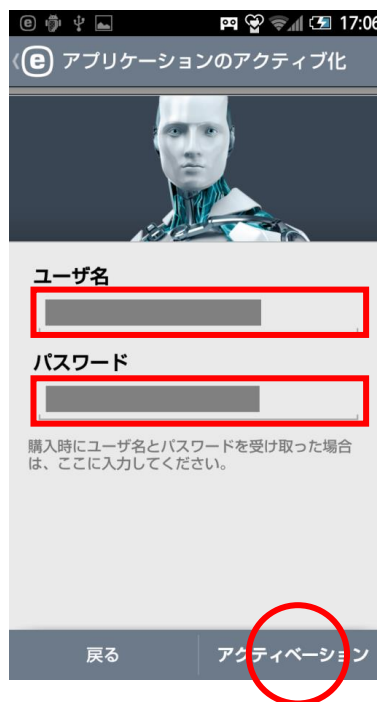 17:06
e アプリケーションのアクティブ化
ユーザ名
パスワード
購入時にユーザ名とパスワードを受け取った場合
は、ここに入力してください。
戻る アクティベーション